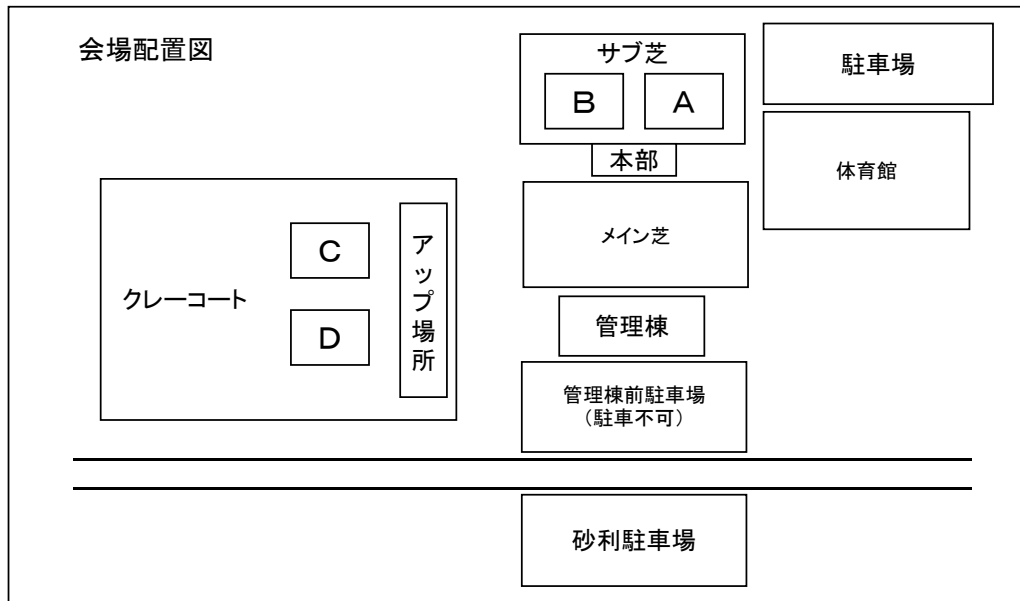 会場配置図
サブ芝
B
A
駐車場
本部
体育館
メイン芝
C
アップ場所
クレーコート
D
管理棟
管理棟前駐車場
(駐車不可)
砂利駐車場